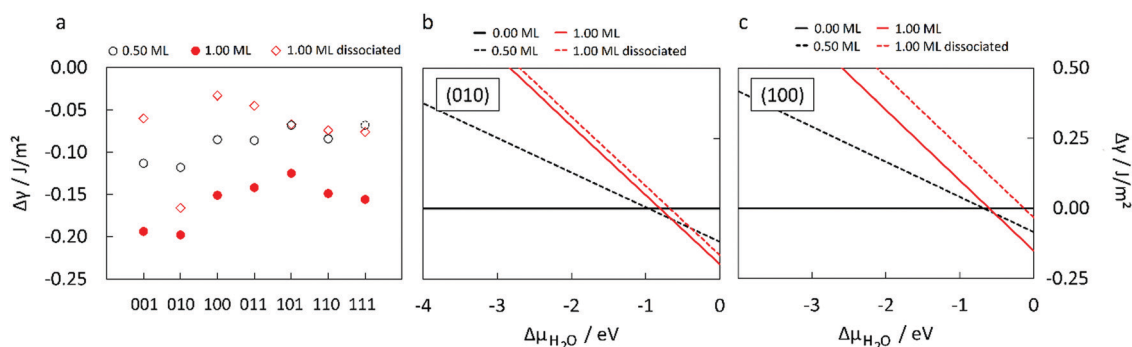 a
0.50 ML 1.00 ML 1.00 ML dissociated
Δγ / J/m²
0.00
-0.05
-0.10
-0.15
-0.20
-0.25
001 010 100 011 101 110 111
b
0.00 ML 1.00 ML
0.50 ML 1.00 ML dissociated
(010)
-4 -3 -2 -1 0
Δμ_H₂O / eV
c
0.00 ML 1.00 ML
0.50 ML 1.00 ML dissociated
(100)
0.50
0.25
0.00
-0.25
Δγ / J/m²
-3 -2 -1 0
Δμ_H₂O / eV